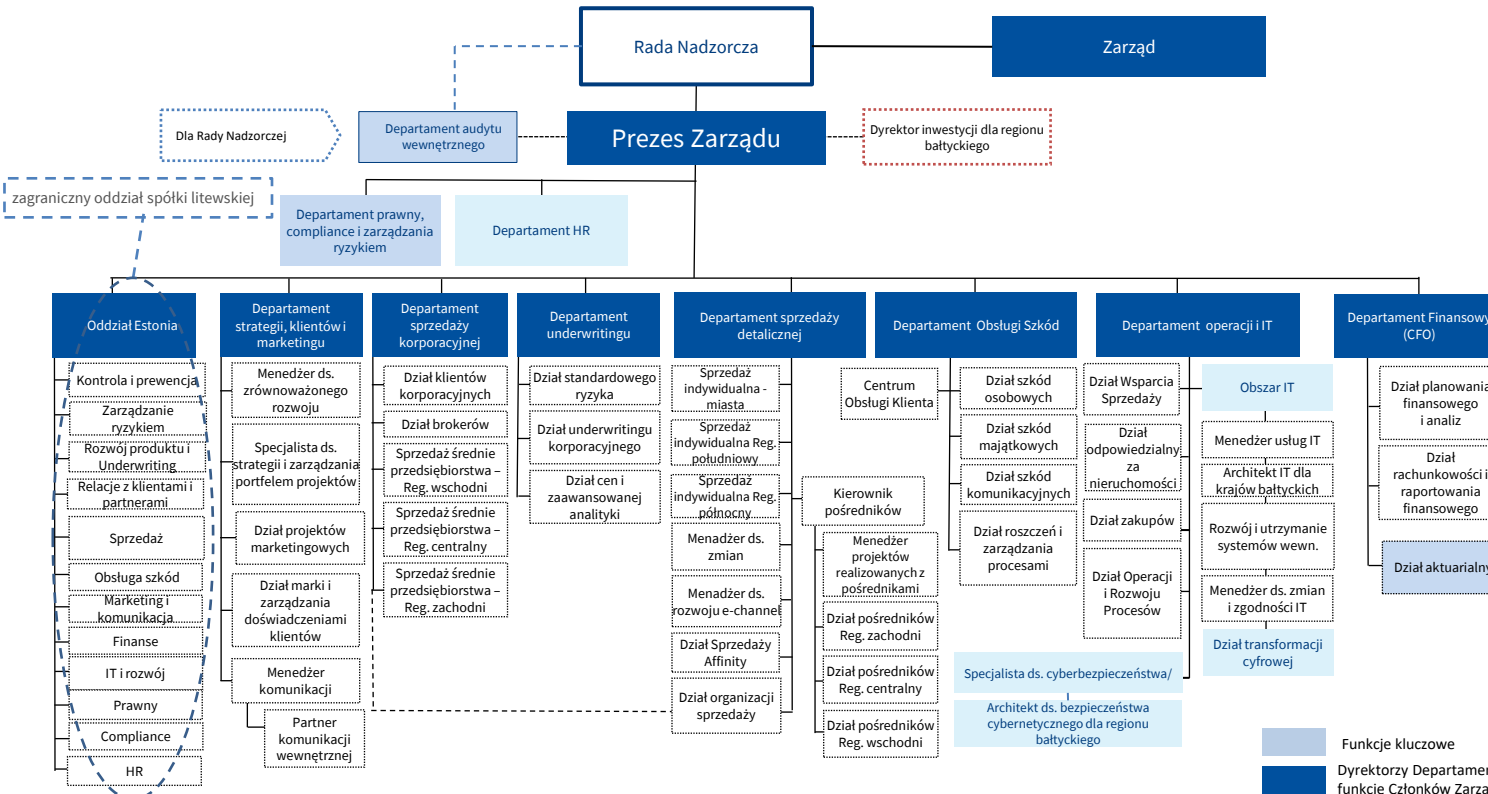 Rada Nadzorcza
Zarząd
Dla Rady Nadzorczej
Departament audytu
wewnętrznego
Prezes Zarządu
Dyrektor inwestycji dla regionu
bałtyckiego
zagraniczny oddział spółki litewskiej
Departament prawny,
compliance i zarządzania
ryzykiem
Departament HR
Oddział Estonia
Kontrola i prewencja
Zarządzanie
ryzykiem
Rozwój produktu i
Underwriting
Relacje z klientami i
partnerami
Sprzedaż
Obsługa szkód
Marketing i
komunikacja
Finanse
IT i rozwój
Prawny
Compliance
HR
Departament
strategii, klientów i
marketingu
Menedżer ds.
zrównoważonego
rozwoju
Specjalista ds.
strategii i zarządzania
portfelem projektów
Dział projektów
marketingowych
Dział marki i
zarządzania
doświadczeniami
klientów
Menedżer
komunikacji
Partner
komunikacji
wewnętrznej
Departament
sprzedaży
korporacyjnej
Dział klientów
korporacyjnych
Dział brokerów
Sprzedaż średnie
przedsiębiorstwa –
Reg. wschodni
Sprzedaż średnie
przedsiębiorstwa –
Reg. centralny
Sprzedaż średnie
przedsiębiorstwa –
Reg. zachodni
Departament
underwritingu
Dział standardowego
ryzyka
Dział underwritingu
korporacyjnego
Dział cen i
zaawansowanej
analityki
Departament sprzedaży
detalicznej
Sprzedaż
indywidualna -
miasta
Sprzedaż
indywidualna Reg.
południowy
Sprzedaż
indywidualna Reg.
północny
Menadżer ds.
zmian
Menadżer ds.
rozwoju e-channel
Dział Sprzedaży
Affinity
Dział organizacji
sprzedaży
Kierownik
pośredników
Menedżer
projektów
realizowanych z
pośrednikami
Dział pośredników
Reg. zachodni
Dział pośredników
Reg. centralny
Dział pośredników
Reg. wschodni
Departament Obsługi Szkód
Centrum
Obsługi Klienta
Dział szkód
osobowych
Dział szkód
majątkowych
Dział szkód
komunikacyjnych
Dział roszczeń i
zarządzania
procesami
Departament operacji i IT
Dział Wsparcia
Sprzedaży
Dział
odpowiedzialny
za
nieruchomości
Dział zakupów
Dział Operacji
i Rozwoju
Procesów
Specjalista ds. cyberbezpieczeństwa/
Architekt ds. bezpieczeństwa
cybernetycznego dla regionu
bałtyckiego
Obszar IT
Menedżer usług IT
Architekt IT dla
krajów bałtyckich
Rozwój i utrzymanie
systemów wewn.
Menedżer ds. zmian
i zgodności IT
Dział transformacji
cyfrowej
Departament Finansowy
(CFO)
Dział planowania
finansowego
i analiz
Dział
rachunkowości i
raportowania
finansowego
Dział aktuarialny
Funkcje kluczowe
Dyrektorzy
funkcje Członków